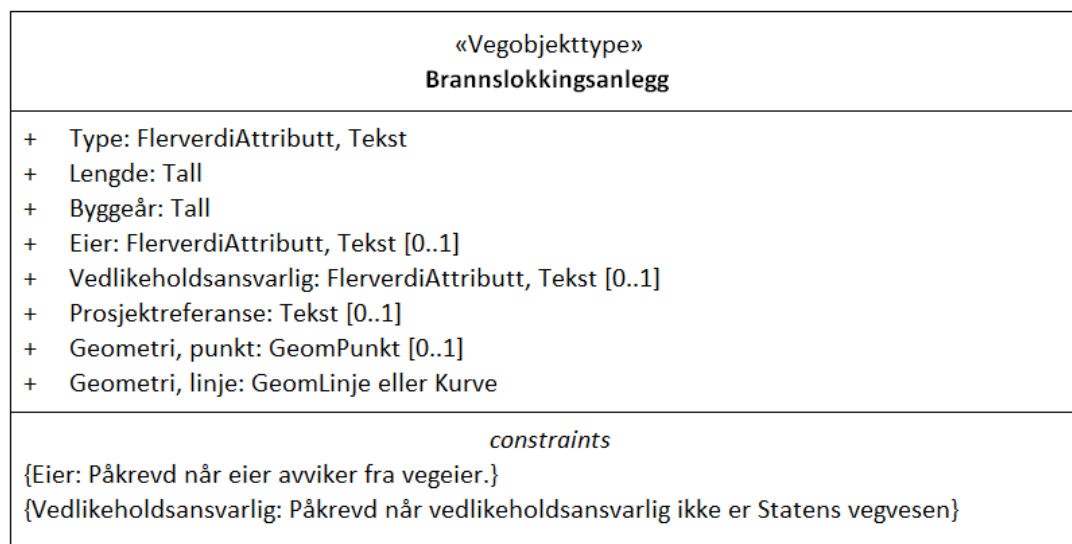 «Vegobjekttype»
Brannslokkingsanlegg
+ Type: FlerverdiAttributt, Tekst
+ Lengde: Tall
+ Byggeår: Tall
+ Eier: FlerverdiAttributt, Tekst [0..1]
+ Vedlikeholdsansvarlig: FlerverdiAttributt, Tekst [0..1]
+ Prosjektreferanse: Tekst [0..1]
+ Geometri, punkt: GeomPunkt [0..1]
+ Geometri, linje: GeomLinje eller Kurve
constraints
{Eier: Påkrevd når eier avviker fra vegeier.}
{Vedlikeholdsansvarlig: Påkrevd når vedlikeholdsansvarlig ikke er Statens vegvesen}